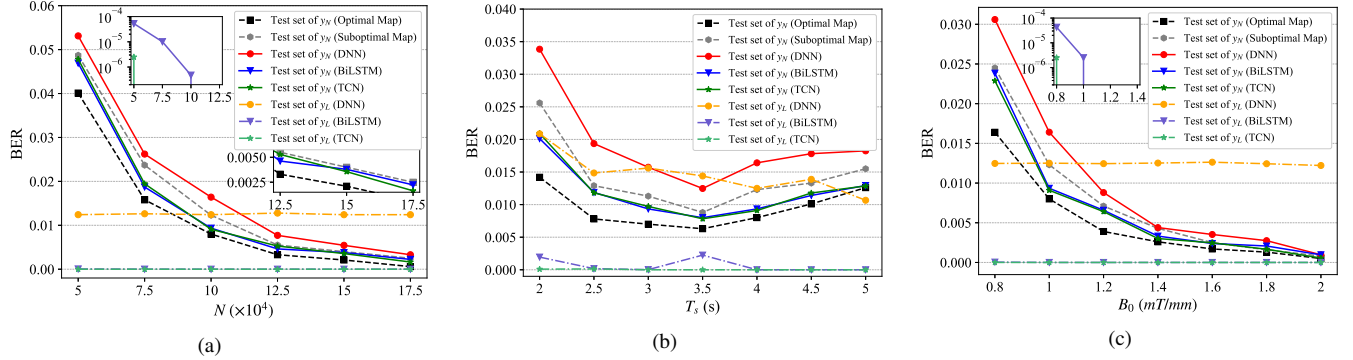 BER
0.06
0.05
0.04
0.03
0.02
0.01
0.00
10⁻⁴
10⁻⁵
10⁻⁶
5 7.5 10 12.5
Test set of y_N (Optimal Map)
Test set of y_N (Suboptimal Map)
Test set of y_N (DNN)
Test set of y_N (BiLSTM)
Test set of y_N (TCN)
Test set of y_L (DNN)
Test set of y_L (BiLSTM)
Test set of y_L (TCN)
0.0050
0.0025
12.5 15 17.5
5 7.5 10 12.5 15 17.5
N (×10⁴)
(a)
BER
0.035
0.030
0.025
0.020
0.015
0.010
0.005
0.000
Test set of y_N (Optimal Map)
Test set of y_N (Suboptimal Map)
Test set of y_N (DNN)
Test set of y_N (BiLSTM)
Test set of y_N (TCN)
Test set of y_L (DNN)
Test set of y_L (BiLSTM)
Test set of y_L (TCN)
2 2.5 3 3.5 4 4.5 5
T_s (s)
(b)
BER
0.030
0.025
0.020
0.015
0.010
0.005
0.000
10⁻⁴
10⁻⁵
10⁻⁶
0.8 1 1.2 1.4
Test set of y_N (Optimal Map)
Test set of y_N (Suboptimal Map)
Test set of y_N (DNN)
Test set of y_N (BiLSTM)
Test set of y_N (TCN)
Test set of y_L (DNN)
Test set of y_L (BiLSTM)
Test set of y_L (TCN)
0.8 1 1.2 1.4 1.6 1.8 2
B_0 (mT/mm)
(c)